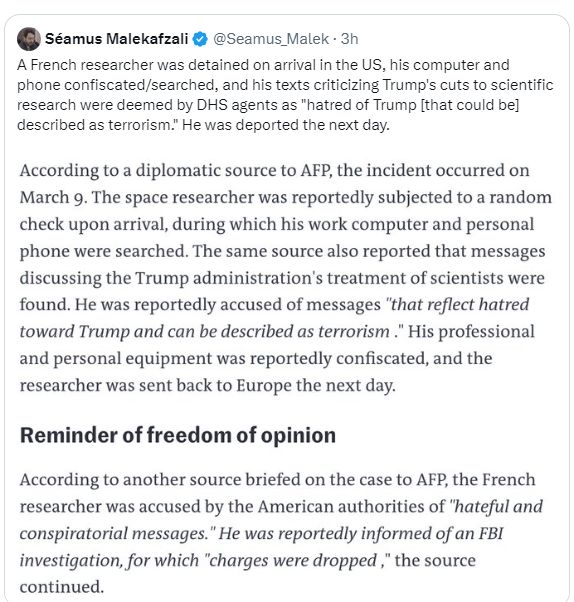 Séamus Malekafzali @Seamus_Malek · 3h
A French researcher was detained on arrival in the US, his computer and
phone confiscated/searched, and his texts criticizing Trump's cuts to scientific
research were deemed by DHS agents as "hatred of Trump [that could be]
described as terrorism." He was deported the next day.
According to a diplomatic source to AFP, the incident occurred on
March 9. The space researcher was reportedly subjected to a random
check upon arrival, during which his work computer and personal
phone were searched. The same source also reported that messages
discussing the Trump administration's treatment of scientists were
found. He was reportedly accused of messages "that reflect hatred
toward Trump and can be described as terrorism ." His professional
and personal equipment was reportedly confiscated, and the
researcher was sent back to Europe the next day.
Reminder of freedom of opinion
According to another source briefed on the case to AFP, the French
researcher was accused by the American authorities of "hateful and
conspiratorial messages." He was reportedly informed of an FBI
investigation, for which "charges were dropped ," the source
continued.